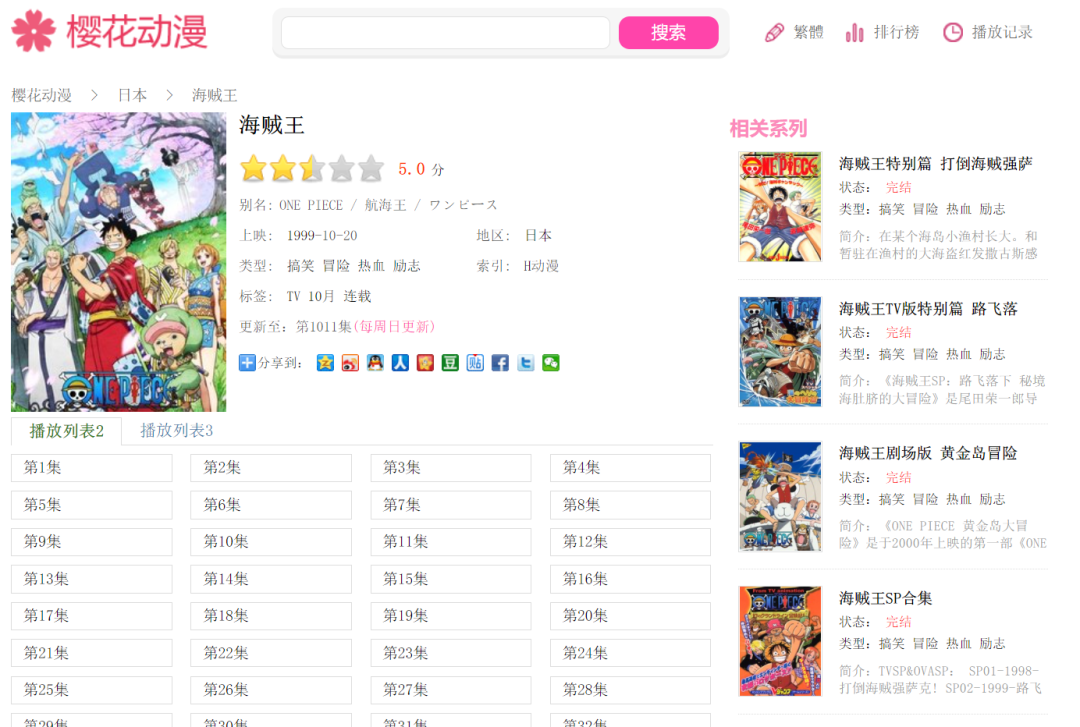 樱花动漫
搜索
繁體
排行榜
播放记录
樱花动漫 > 日本 > 海贼王
海贼王
5.0 分
别名: ONE PIECE / 航海王 / ワンピース
上映: 1999-10-20
地区: 日本
类型: 搞笑 冒险 热血 励志
索引: H动漫
标签: TV 10月 连载
更新至: 第1011集(每周日更新)
分享到:
ONE PIECE
播放列表2
播放列表3
第1集
第2集
第3集
第4集
第5集
第6集
第7集
第8集
第9集
第10集
第11集
第12集
第13集
第14集
第15集
第16集
第17集
第18集
第19集
第20集
第21集
第22集
第23集
第24集
第25集
第26集
第27集
第28集
第29集
第30集
第31集
第32集
相关系列
ONE PIECE
海贼王特别篇 打倒海贼强萨
状态: 完结
类型: 搞笑 冒险 热血 励志
简介: 在某个海岛小渔村长大。和
暂驻在渔村的大海盗红发撒古斯感
海贼王TV版特别篇 路飞落
状态: 完结
类型: 搞笑 冒险 热血 励志
简介: 《海贼王SP：路飞落下 秘境
海肚脐的大冒险》是尾田荣一郎导
海贼王剧场版 黄金岛冒险
状态: 完结
类型: 搞笑 冒险 热血 励志
简介: 《ONE PIECE 黄金岛大冒
险》是于2000年上映的第一部《ONE
海贼王SP合集
状态: 完结
类型: 搞笑 冒险 热血 励志
简介: TVSP&OVASP： SP01-1998-
打倒海贼强萨克! SP02-1999-路飞